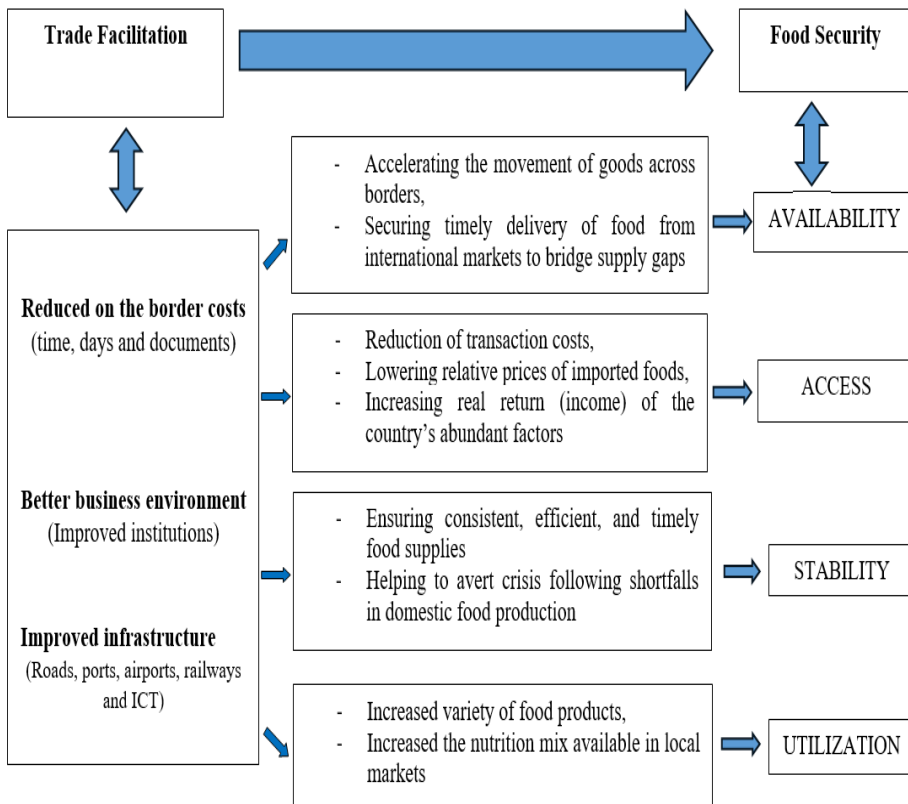 Trade Facilitation
Food Security
- Accelerating the movement of goods across
borders,
- Securing timely delivery of food from
international markets to bridge supply gaps
AVAILABILITY
Reduced on the border costs
(time, days and documents)
- Reduction of transaction costs,
- Lowering relative prices of imported foods,
- Increasing real return (income) of the
country’s abundant factors
ACCESS
Better business environment
(Improved institutions)
- Ensuring consistent, efficient, and timely
food supplies
- Helping to avert crisis following shortfalls
in domestic food production
STABILITY
Improved infrastructure
(Roads, ports, airports, railways
and ICT)
- Increased variety of food products,
- Increased the nutrition mix available in local
markets
UTILIZATION